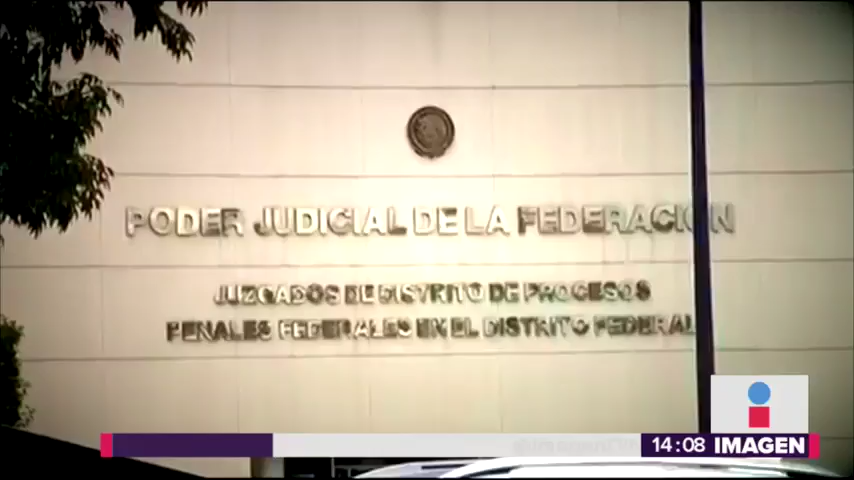 PODER JUDICIAL DE LA FEDERACION
JUZGADOS DE DISTRITO DE PROCESOS
PENALES FEDERALES EN EL DISTRITO FEDERAL
14:08 IMAGEN